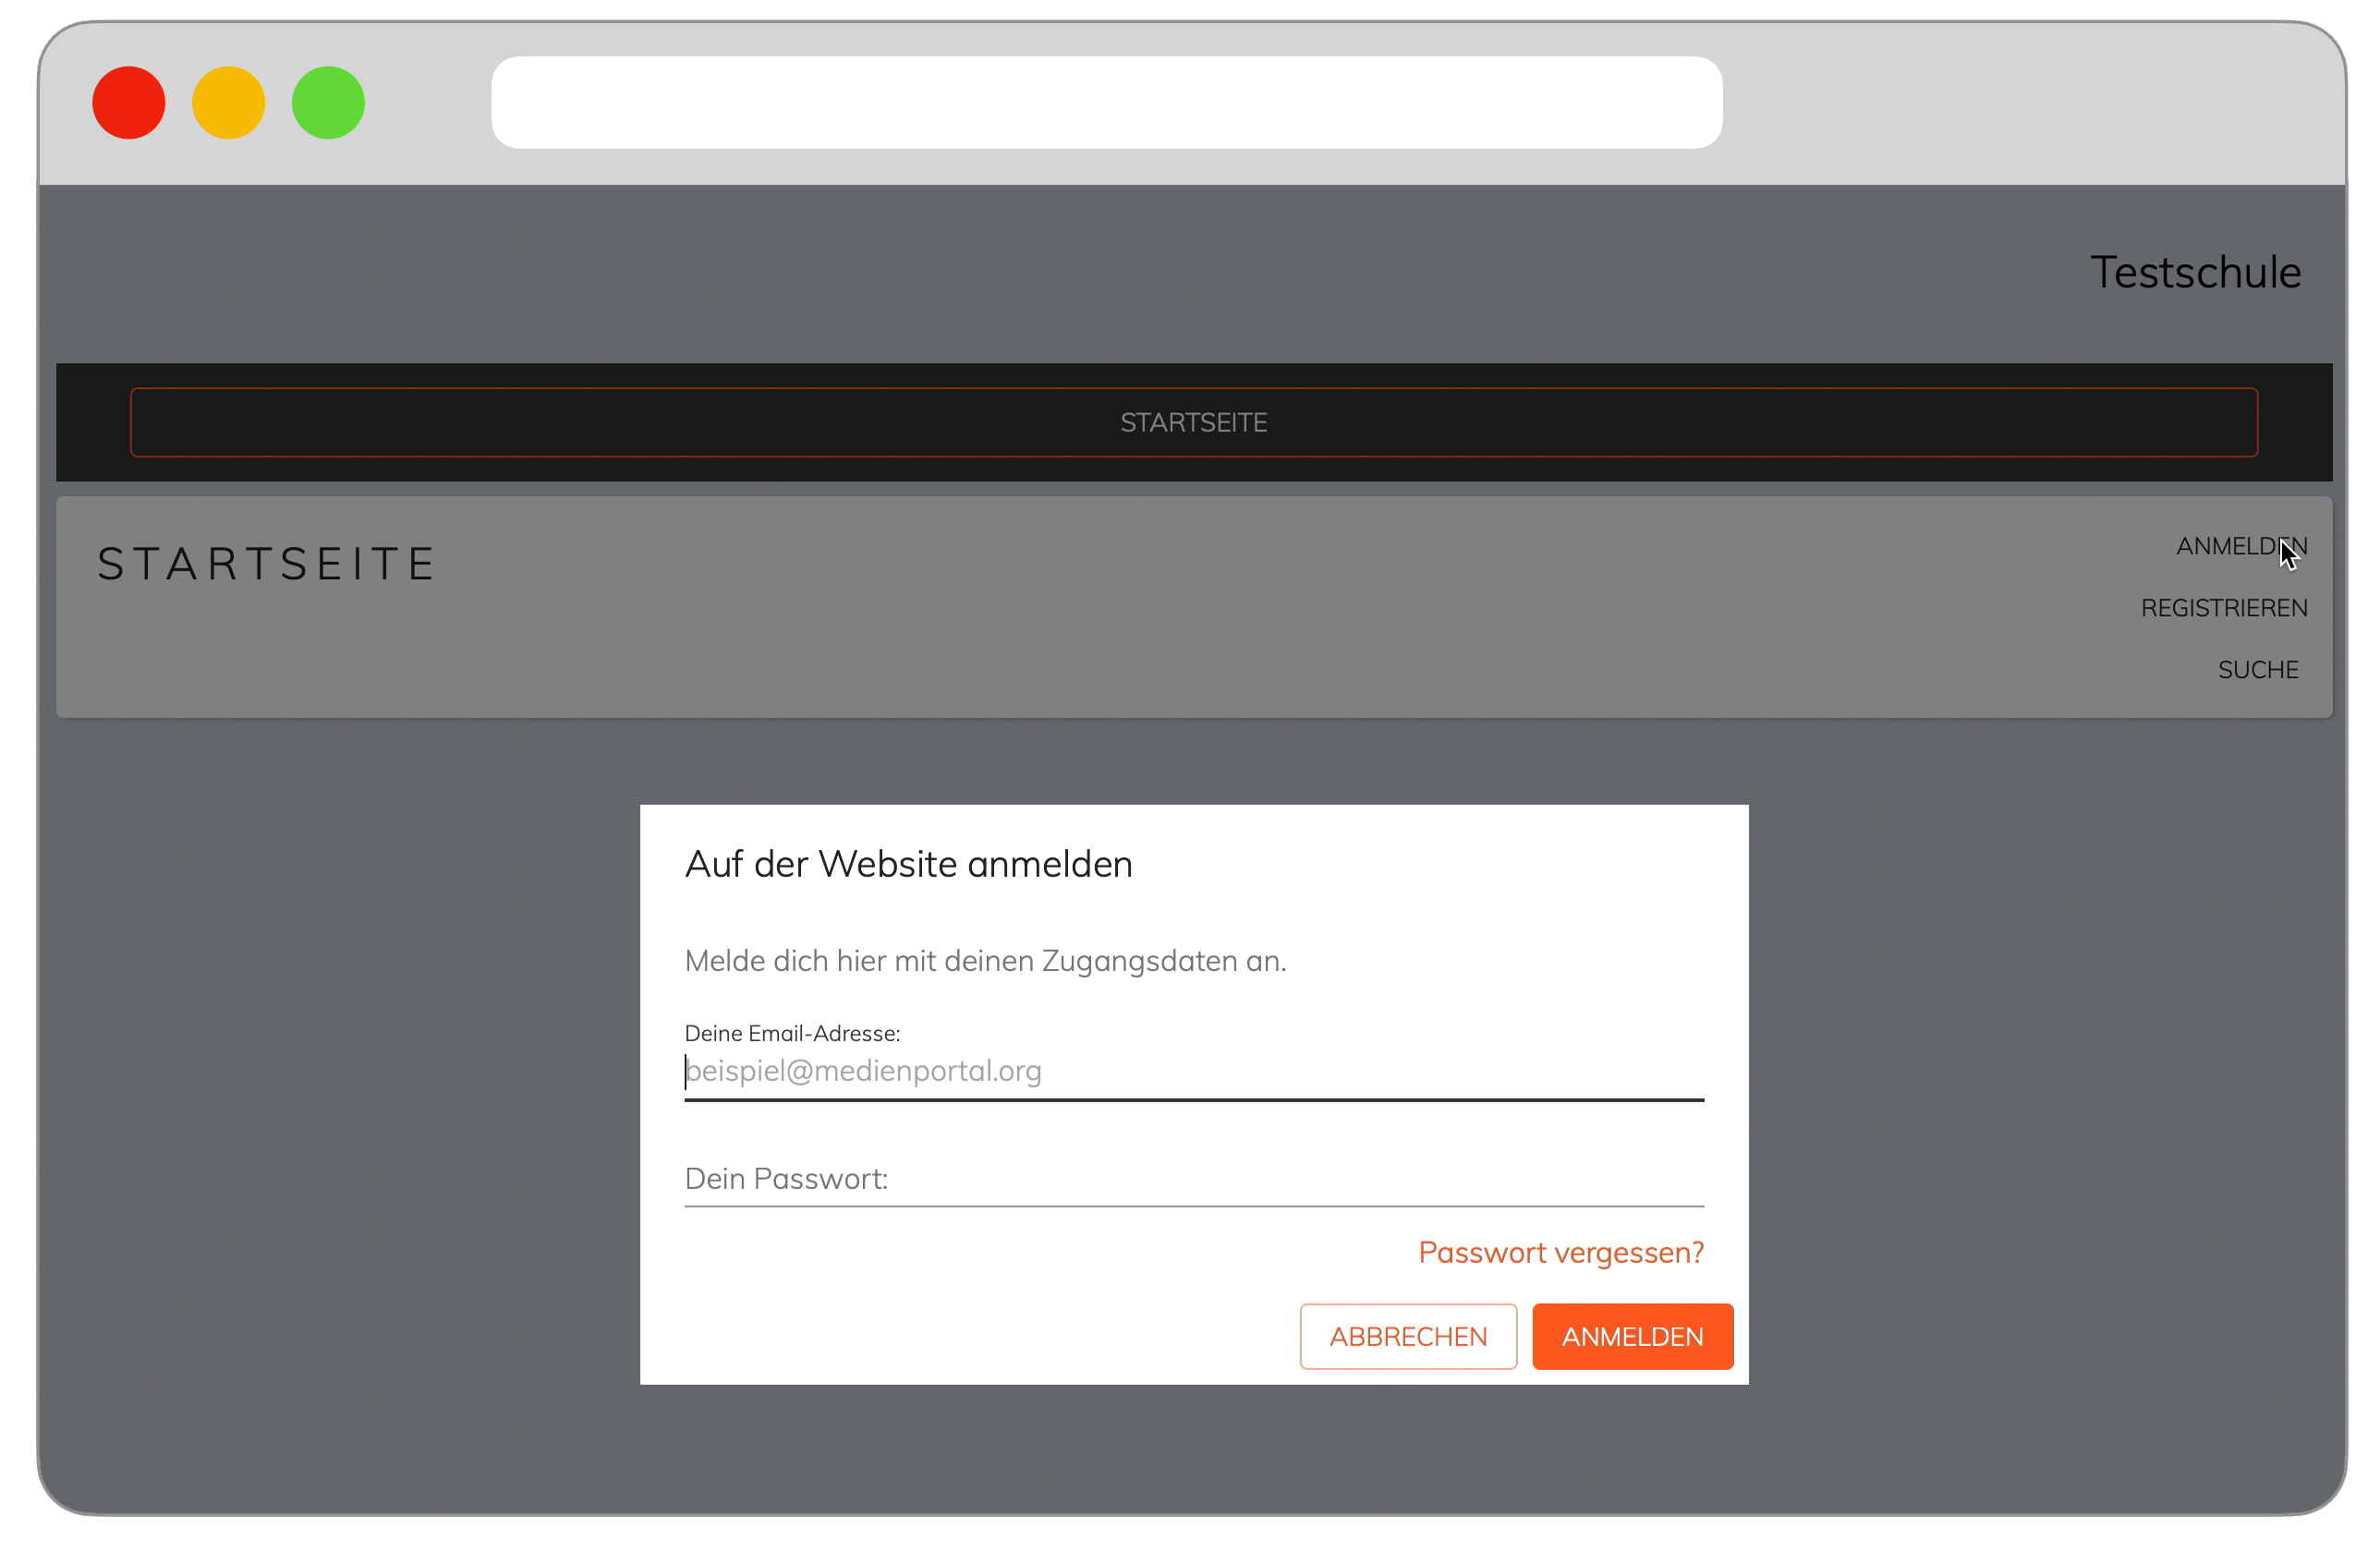 Testschule
STARTSEITE
STARTSEITE
ANMELDEN
REGISTRIEREN
SUCHE
Auf der Website anmelden
Melde dich hier mit deinen Zugangsdaten an.
Deine Email-Adresse:
beispiel@medienportal.org
Dein Passwort:
Passwort vergessen?
ABBRECHEN ANMELDEN